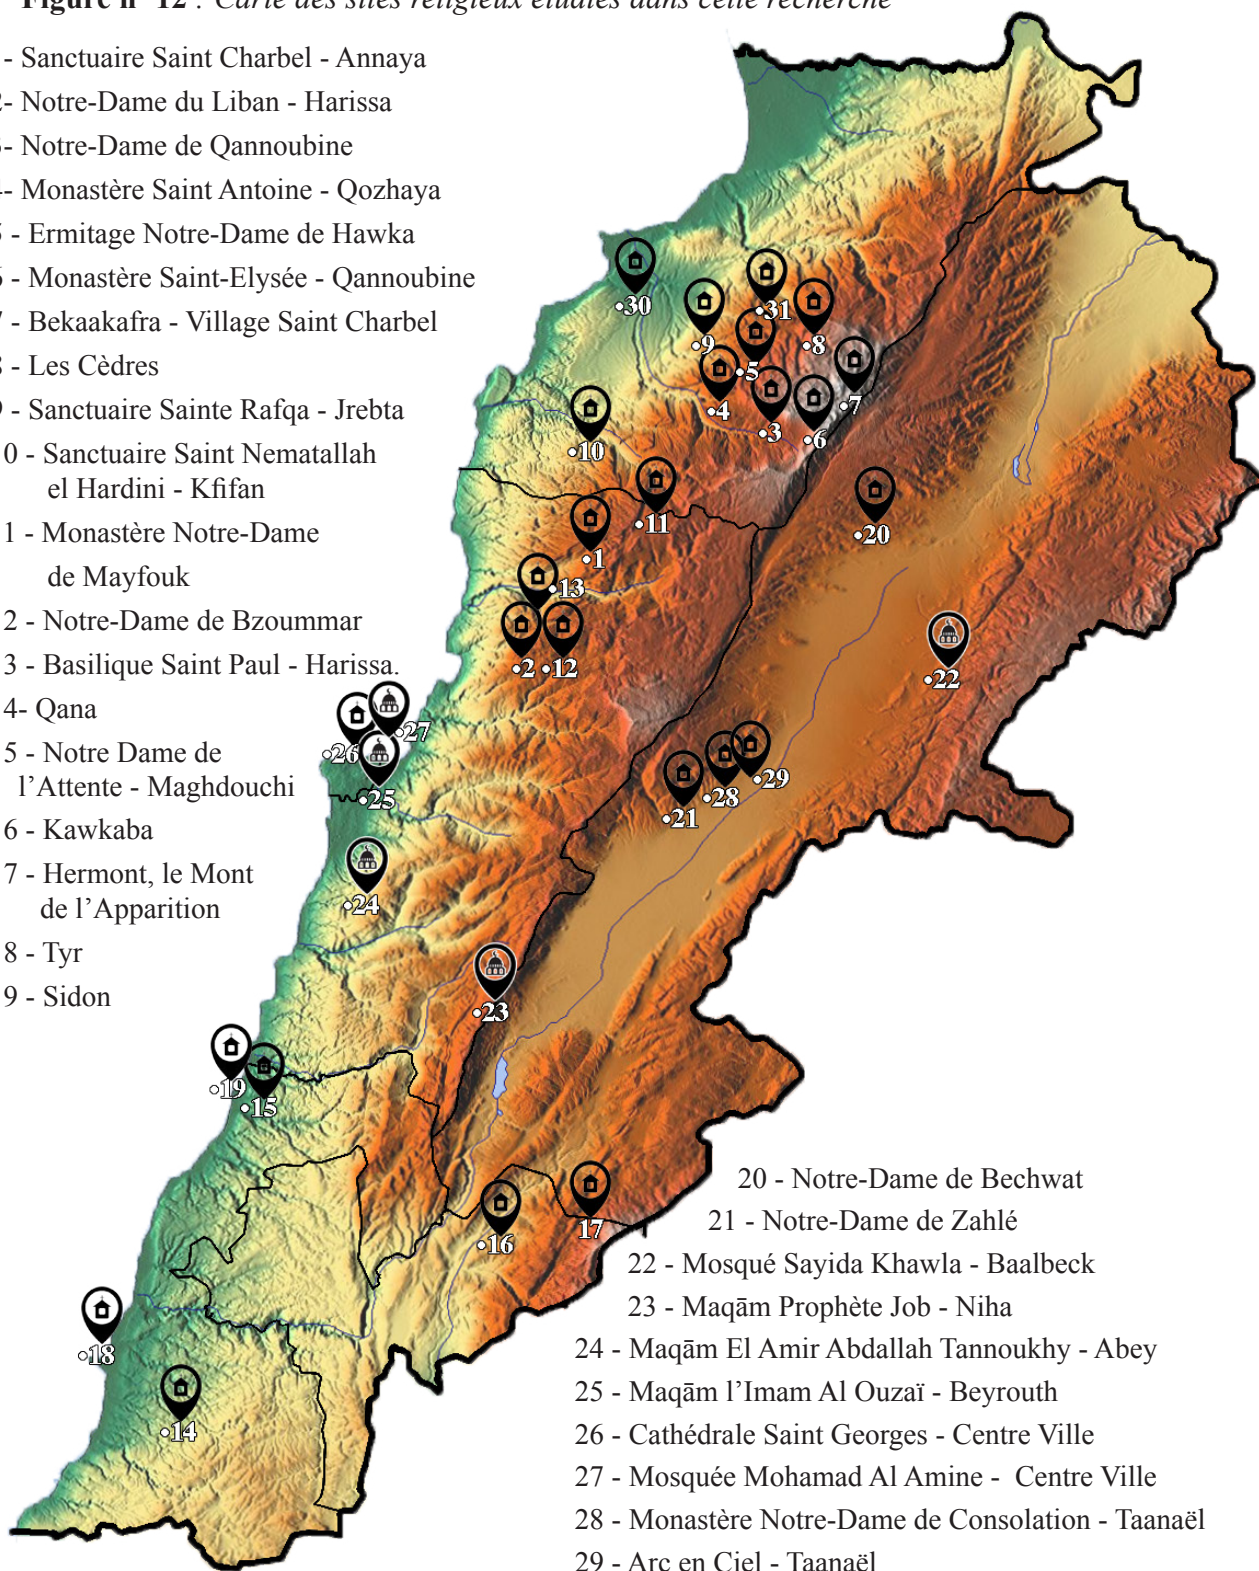 Figure n° 12 : Carte des sites religieux étudiés dans cette recherche
- Sanctuaire Saint Charbel - Annaya
2- Notre-Dame du Liban - Harissa
- Notre-Dame de Qannoubine
- Monastère Saint Antoine - Qozhaya
5 - Ermitage Notre-Dame de Hawka
6 - Monastère Saint-Elysée - Qannoubine
7 - Bekaakafra - Village Saint Charbel
8 - Les Cèdres
9 - Sanctuaire Sainte Rafqa - Jrebta
0 - Sanctuaire Saint Nematallah
el Hardini - Kfifan
1 - Monastère Notre-Dame
de Mayfouk
2 - Notre-Dame de Bzoummar
3 - Basilique Saint Paul - Harissa.
4- Qana
5 - Notre Dame de
l'Attente - Maghdouchi
6 - Kawkaba
7 - Hermont, le Mont
de l'Apparition
8 - Tyr
9 - Sidon
30
31
9
8
5
7
4
3
6
10
11
20
1
13
2
12
22
27
26
25
29
28
21
24
23
19
15
16
17
18
14
20 - Notre-Dame de Bechwat
21 - Notre-Dame de Zahlé
22 - Mosqué Sayida Khawla - Baalbeck
23 - Maqām Prophète Job - Niha
24 - Maqām El Amir Abdallah Tannoukhy - Abey
25 - Maqām l'Imam Al Ouzaï - Beyrouth
26 - Cathédrale Saint Georges - Centre Ville
27 - Mosquée Mohamad Al Amine - Centre Ville
28 - Monastère Notre-Dame de Consolation - Taanaël
29 - Arc en Ciel - Taanaël